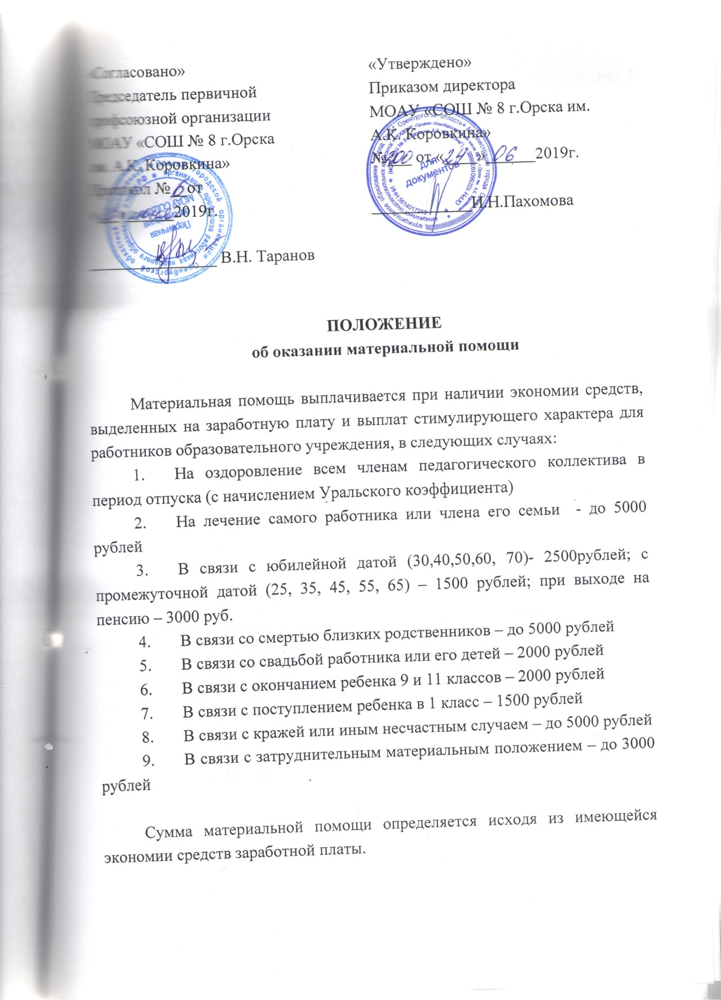 «Согласовано»
Председатель первичной
профсоюзной организации
МОАУ «СОШ № 8 г.Орска
им. А.К. Коровкина»
Протокол № 6 от
2019г.
В.Н. Таранов
«Утверждено»
Приказом директора
МОАУ «СОШ № 8 г.Орска им.
А.К. Коровкина»
№ 200 от «24» 06. 2019г.
И.Н.Пахомова
для
документов
ИНН 5614017213
Первичная
ПОЛОЖЕНИЕ
об оказании материальной помощи
Материальная помощь выплачивается при наличии экономии средств,
выделенных на заработную плату и выплат стимулирующего характера для
работников образовательного учреждения, в следующих случаях:
1. На оздоровление всем членам педагогического коллектива в
период отпуска (с начислением Уральского коэффициента)
2. На лечение самого работника или члена его семьи - до 5000
рублей
3. В связи с юбилейной датой (30,40,50,60, 70)- 2500рублей; с
промежуточной датой (25, 35, 45, 55, 65) – 1500 рублей; при выходе на
пенсию – 3000 руб.
4. В связи со смертью близких родственников – до 5000 рублей
5. В связи со свадьбой работника или его детей – 2000 рублей
6. В связи с окончанием ребенка 9 и 11 классов – 2000 рублей
7. В связи с поступлением ребенка в 1 класс – 1500 рублей
8. В связи с кражей или иным несчастным случаем – до 5000 рублей
9. В связи с затруднительным материальным положением – до 3000
рублей
Сумма материальной помощи определяется исходя из имеющейся
экономии средств заработной платы.